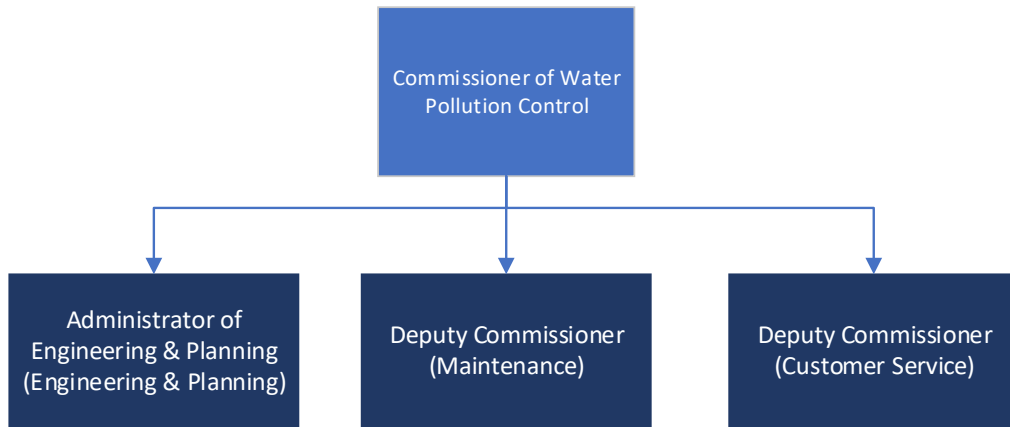 Commissioner of Water
Pollution Control
Administrator of
Engineering & Planning
(Engineering & Planning)
Deputy Commissioner
(Maintenance)
Deputy Commissioner
(Customer Service)